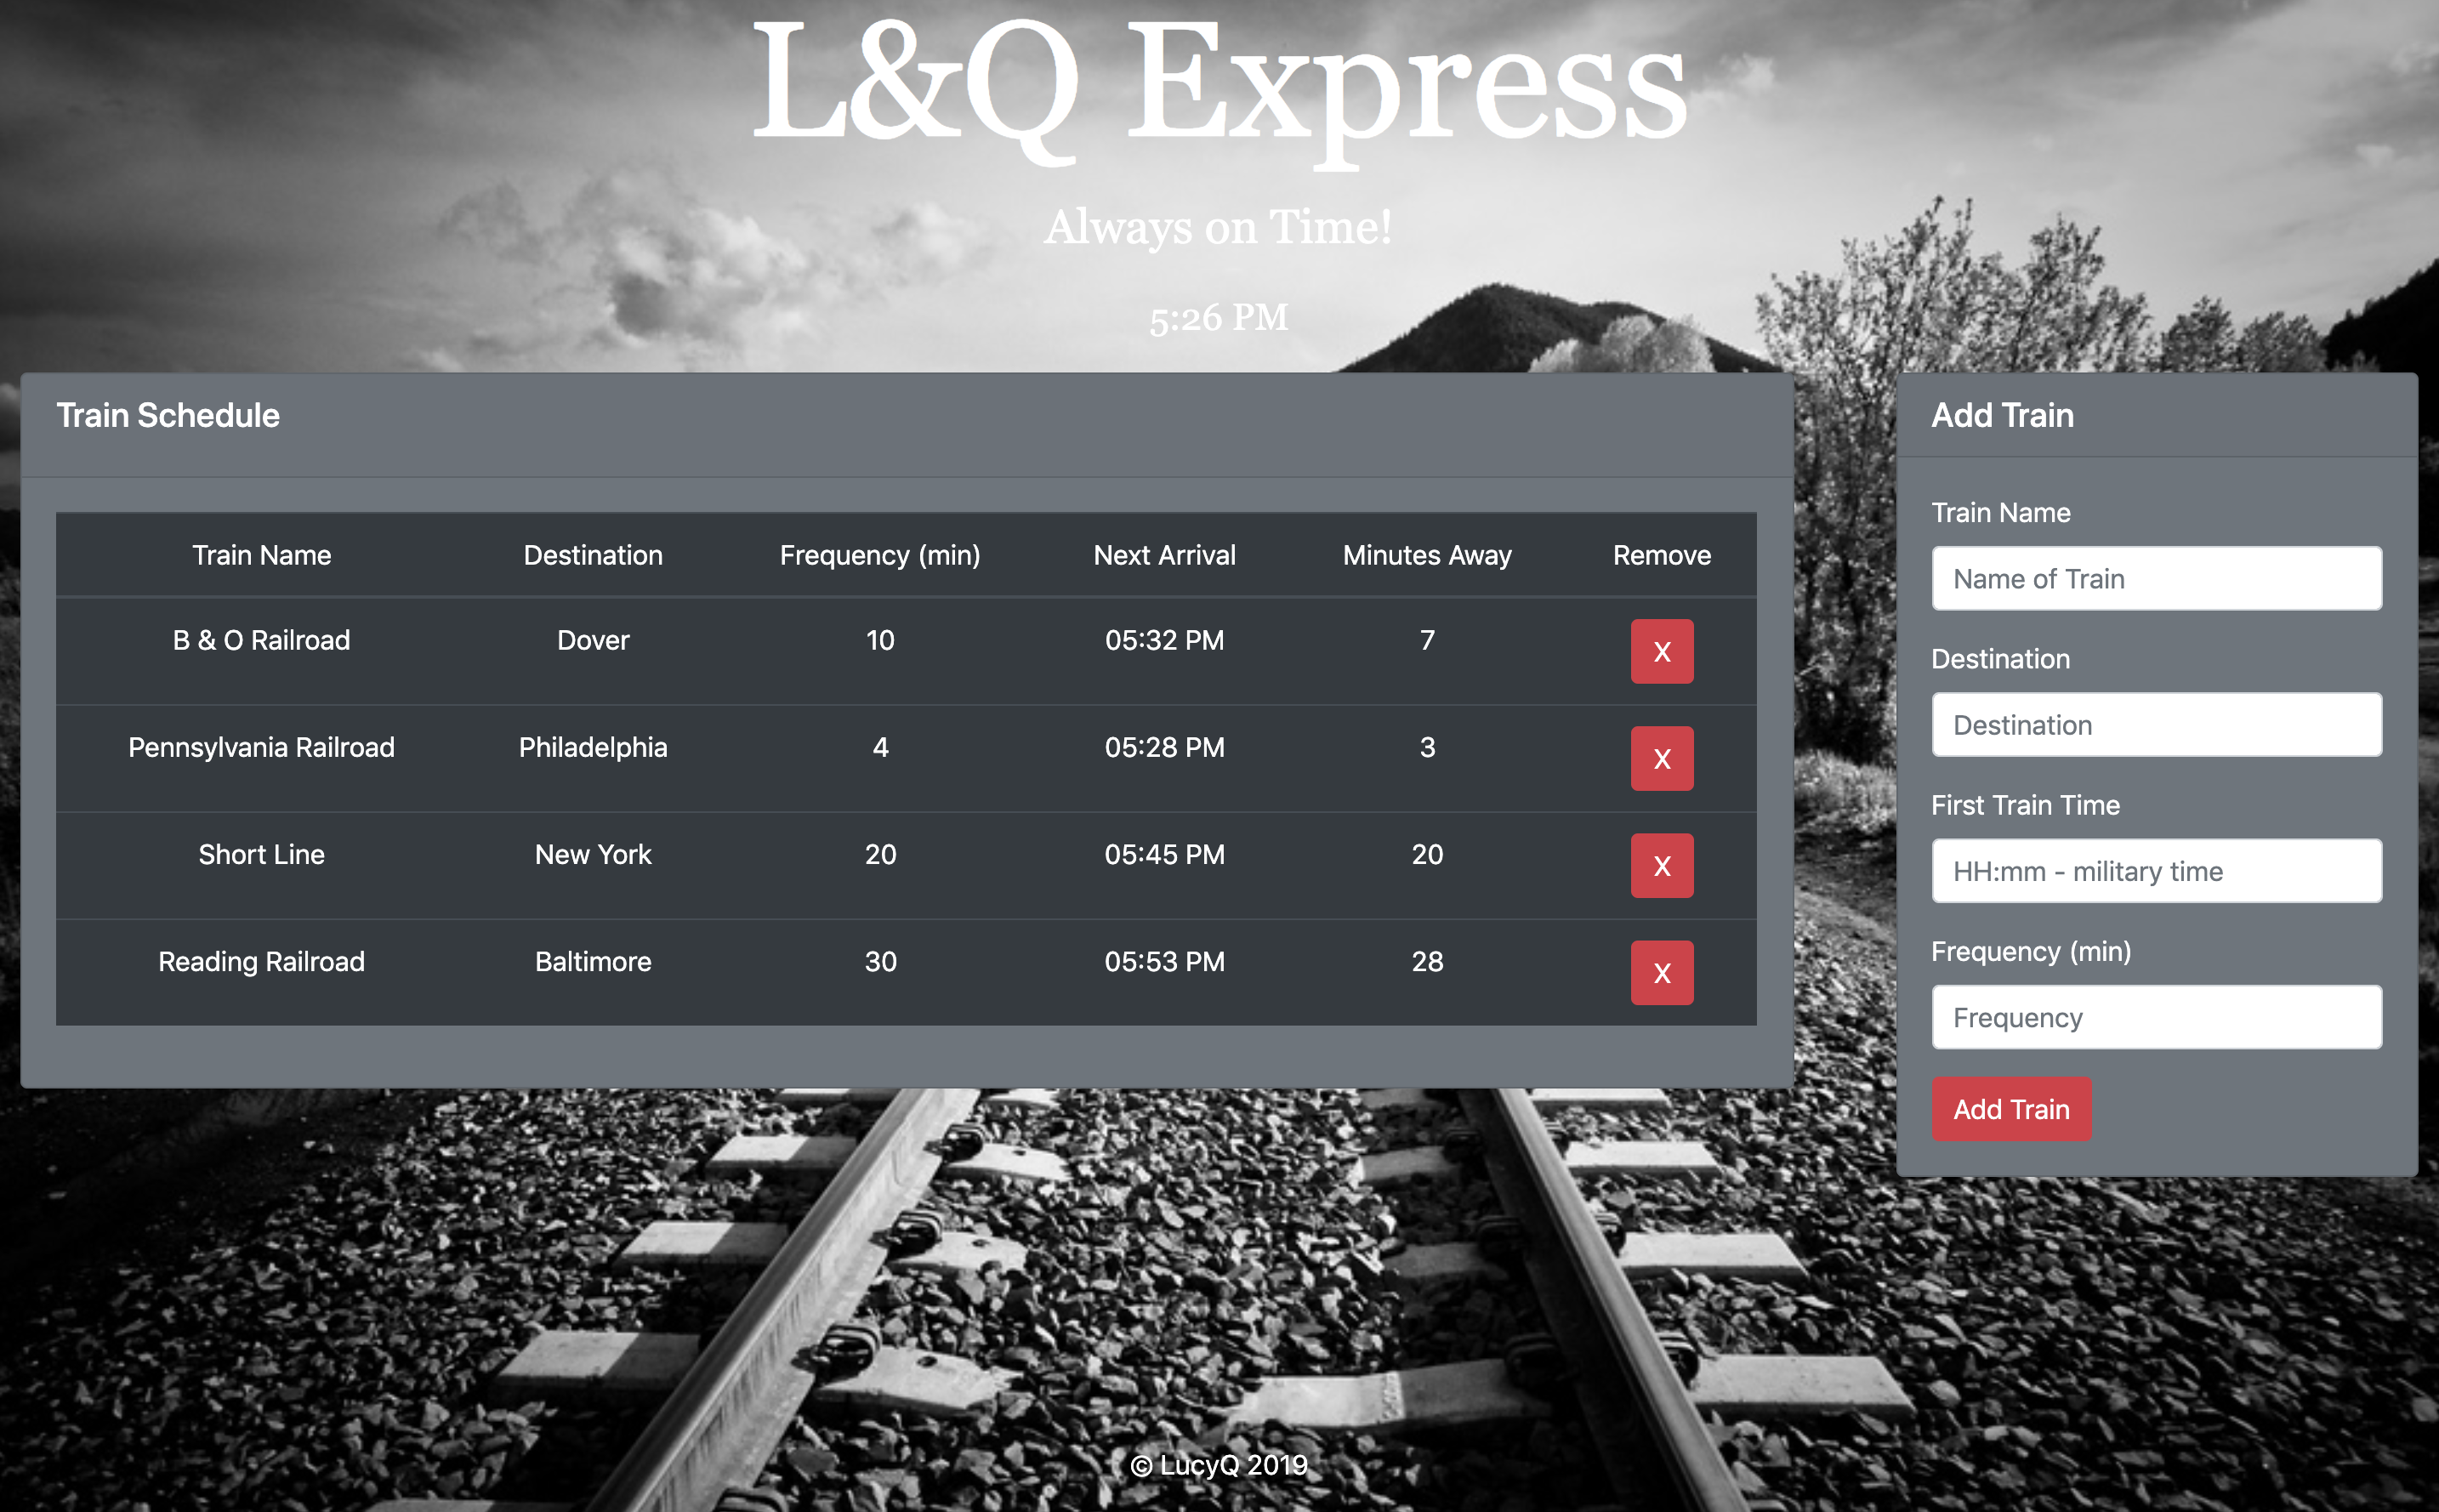 L&Q Express
Always on Time!
5:26 PM
Train Schedule
Train Name Destination Frequency (min) Next Arrival Minutes Away Remove
B & O Railroad Dover 10 05:32 PM 7 X
Pennsylvania Railroad Philadelphia 4 05:28 PM 3 X
Short Line New York 20 05:45 PM 20 X
Reading Railroad Baltimore 30 05:53 PM 28 X
Add Train
Train Name
Name of Train
Destination
Destination
First Train Time
HH:mm - military time
Frequency (min)
Frequency
Add Train
© LucyQ 2019